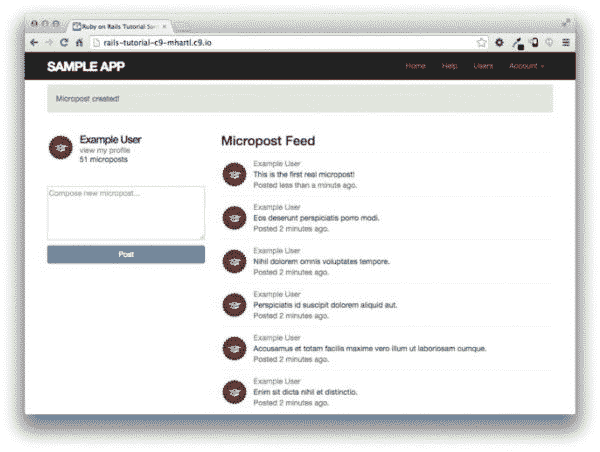 Ruby on Rails Tutorial Sam
rails-tutorial-c9-mhartl.c9.io
SAMPLE APP
Home Help Users Account
Micropost created!
Example User
view my profile
51 microposts
Compose new micropost...
Post
Micropost Feed
Example User
This is the first real micropost!
Posted less than a minute ago.
Example User
Eos deserunt perspiciatis porro modi.
Posted 2 minutes ago.
Example User
Nihil dolorem omnis voluptates tempore.
Posted 2 minutes ago.
Example User
Perspiciatis id suscipit dolorem aliquid aut.
Posted 2 minutes ago.
Example User
Accusamus et totam facilis maxime vero illum ut laboriosam cumque.
Posted 2 minutes ago.
Example User
Enim sit dicta nihil et distinctio.
Posted 2 minutes ago.